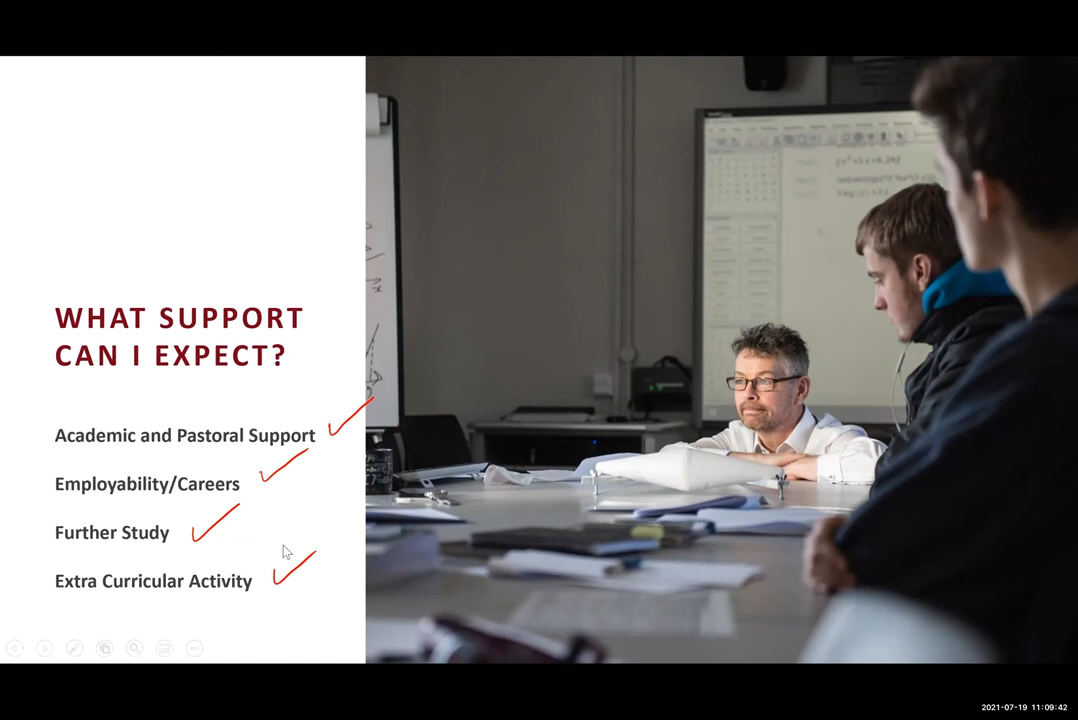 WHAT SUPPORT
CAN I EXPECT?
Academic and Pastoral Support
Employability/Careers
Further Study
Extra Curricular Activity
2021-07-19 11:09:42